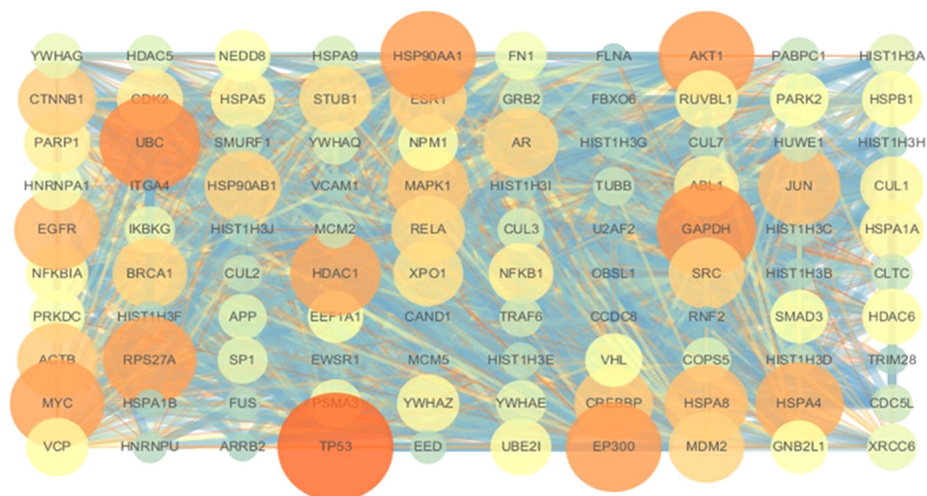 YWHAG HDAC5 NEDD8 HSPA9 HSP90AA1 FN1 FLNA AKT1 PABPC1 HIST1H3A
CTNNB1 CDK2 HSPA5 STUB1 ESR1 GRB2 FBXO6 RUVBL1 PARK2 HSPB1
PARP1 UBC SMURF1 YWHAQ NPM1 AR HIST1H3G CUL7 HUWE1 HIST1H3H
HNRNPA1 ITGA4 HSP90AB1 VCAM1 MAPK1 HIST1H3I TUBB ABL1 JUN CUL1
EGFR IKBKG HIST1H3J MCM2 RELA CUL3 U2AF2 GAPDH HIST1H3C HSPA1A
NFKBIA BRCA1 CUL2 HDAC1 XPO1 NFKB1 OBSL1 SRC HIST1H3B CLTC
PRKDC HIST1H3F APP EEF1A1 CAND1 TRAF6 CCDC8 RNF2 SMAD3 HDAC6
ACTB RPS27A SP1 EWSR1 MCM5 HIST1H3E VHL COPS5 HIST1H3D TRIM28
MYC HSPA1B FUS PSMA3 YWHAZ YWHAE CREBBP HSPA8 HSPA4 CDC5L
VCP HNRNPU ARRB2 TP53 EED UBE2I EP300 MDM2 GNB2L1 XRCC6